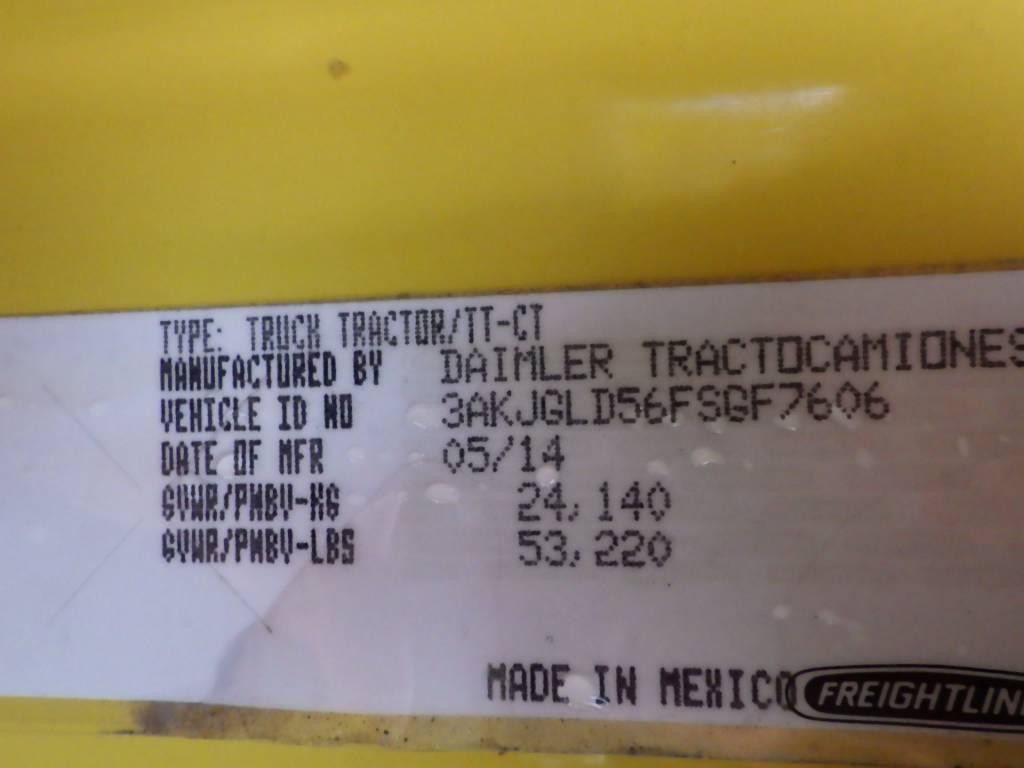 TYPE: TRUCK TRACTOR/TT-CT
MANUFACTURED BY DAIMLER TRACTOCAMIONES
VEHICLE ID NO 3AKJGLD56FSGF7606
DATE OF MFR 05/14
GVWR/PNBV-KG 24,140
GVWR/PNBV-LBS 53,220
MADE IN MEXICO FREIGHTLIN